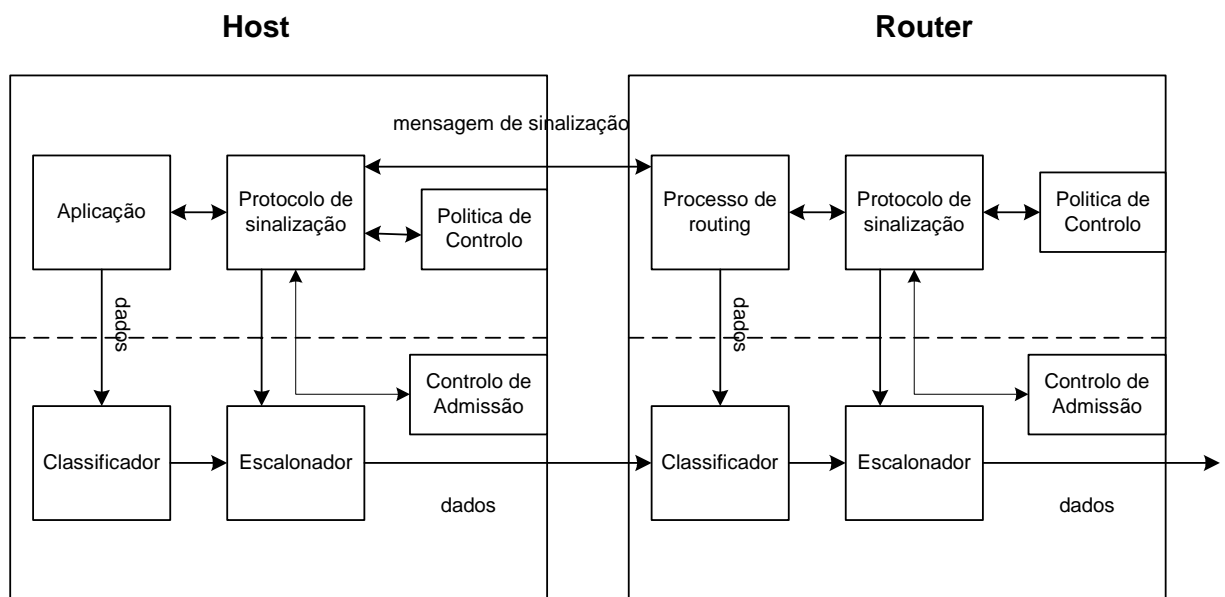 Host
Router
mensagem de sinalização
Aplicação
Protocolo de
sinalização
Politica de
Controlo
Processo de
routing
Protocolo de
sinalização
Politica de
Controlo
dados
dados
Controlo de
Admissão
Controlo de
Admissão
Classificador
Escalonador
Classificador
Escalonador
dados
dados